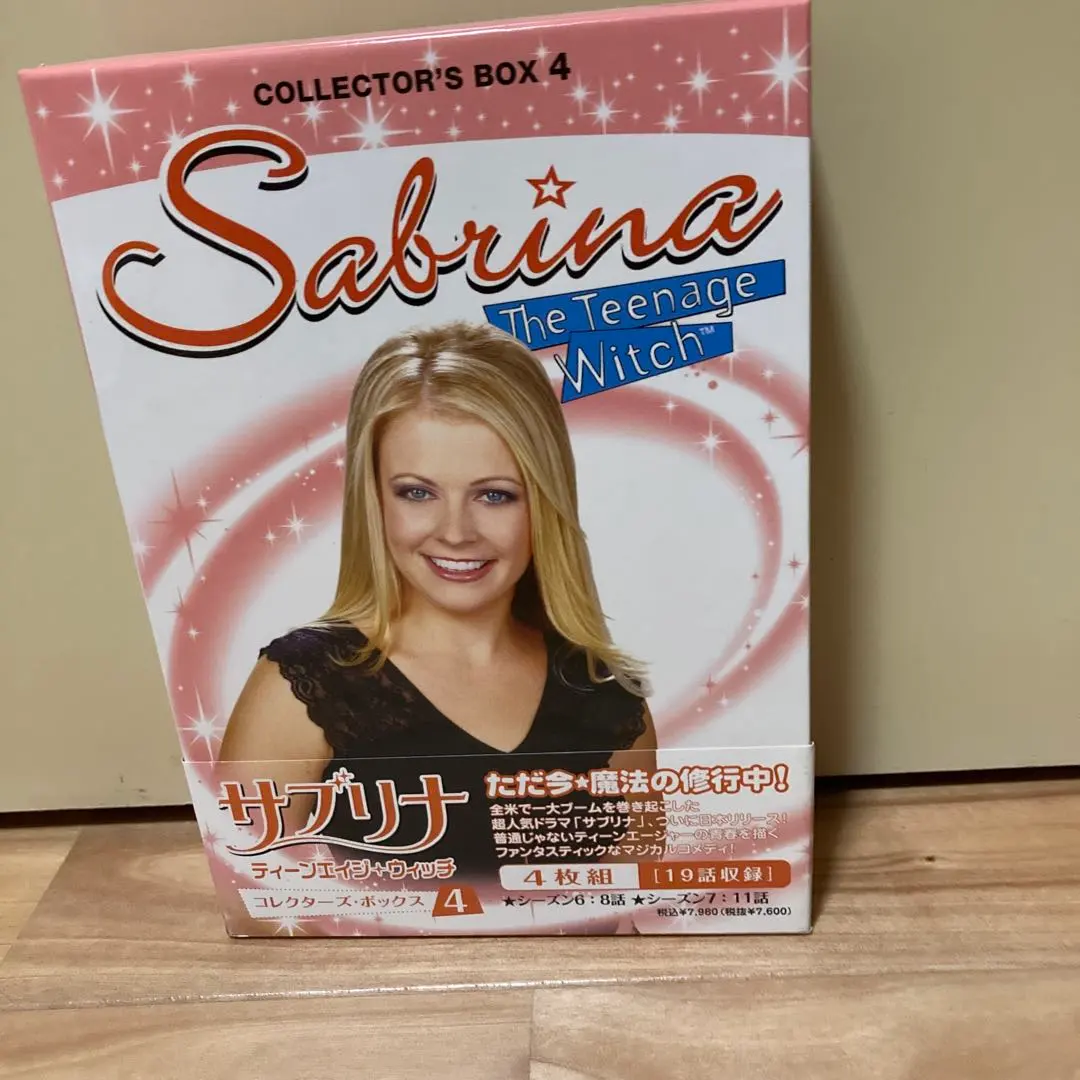 COLLECTOR'S BOX 4
Sabrina
The Teenage
Witch™
サブリナ
ティーンエイジ・ウィッチ
コレクターズ・ボックス 4
ただ今★魔法の修行中!
全米で一大ブームを巻き起こした
超人気ドラマ「サブリナ」、ついに日本リリース!
普通じゃないティーンエージャーの青春を描く
ファンタスティックなマジカルコメディ!
4枚組 [19話収録]
★シーズン6:8話 ★シーズン7:11話
税込¥7,980(税抜¥7,600)